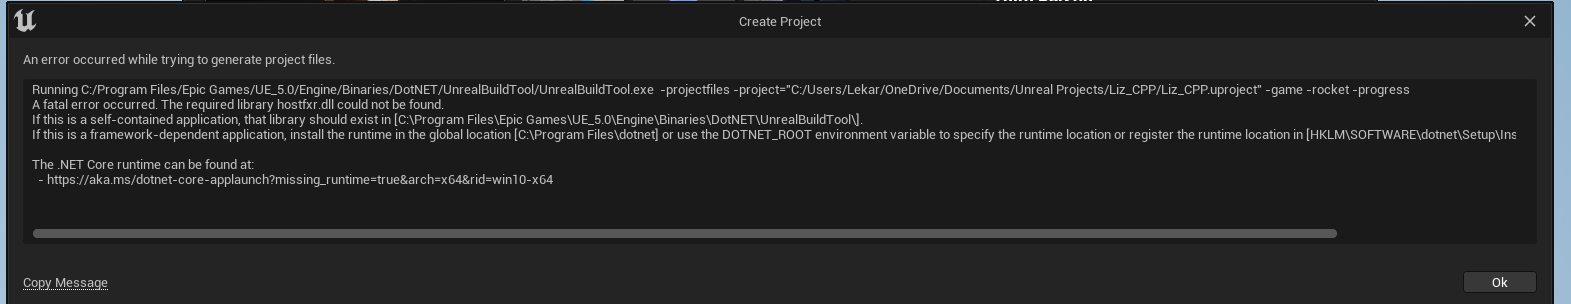 Create Project
An error occurred while trying to generate project files.
Running C:/Program Files/Epic Games/UE_5.0/Engine/Binaries/DotNET/UnrealBuildTool/UnrealBuildTool.exe -projectfiles -project="C:/Users/Lekar/OneDrive/Documents/Unreal Projects/Liz_CPP/Liz_CPP.uproject" -game -rocket -progress
A fatal error occurred. The required library hostfxr.dll could not be found.
If this is a self-contained application, that library should exist in [C:\Program Files\Epic Games\UE_5.0\Engine\Binaries\DotNET\UnrealBuildTool\].
If this is a framework-dependent application, install the runtime in the global location [C:\Program Files\dotnet] or use the DOTNET_ROOT environment variable to specify the runtime location or register the runtime location in [HKLM\SOFTWARE\dotnet\Setup\Ins
The .NET Core runtime can be found at:
- https://aka.ms/dotnet-core-applaunch?missing_runtime=true&arch=x64&rid=win10-x64
Copy Message
Ok